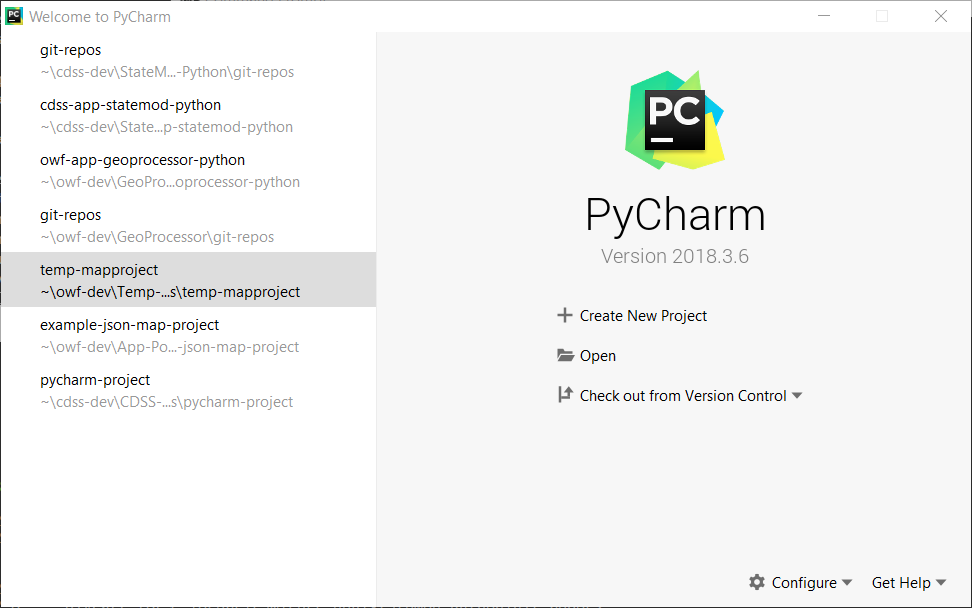 Welcome to PyCharm
git-repos
~\cdss-dev\StateM...-Python\git-repos
cdss-app-statemod-python
~\cdss-dev\State...p-statemod-python
owf-app-geoprocessor-python
~\owf-dev\GeoPro...oprocessor-python
git-repos
~\owf-dev\GeoProcessor\git-repos
temp-mapproject
~\owf-dev\Temp-...s\temp-mapproject
example-json-map-project
~\owf-dev\App-Po...-json-map-project
pycharm-project
~\cdss-dev\CDSS-...s\pycharm-project
PC
PyCharm
Version 2018.3.6
Create New Project
Open
Check out from Version Control
Configure
Get Help